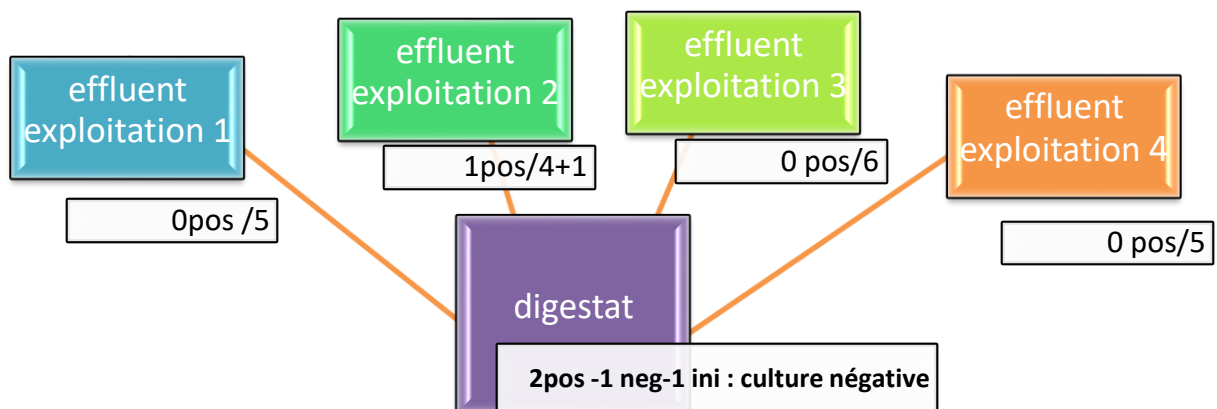 effluent
exploitation 1
0pos /5
effluent
exploitation 2
1pos/4+1
effluent
exploitation 3
0 pos/6
effluent
exploitation 4
0 pos/5
digestat
2pos -1 neg-1 ini : culture négative